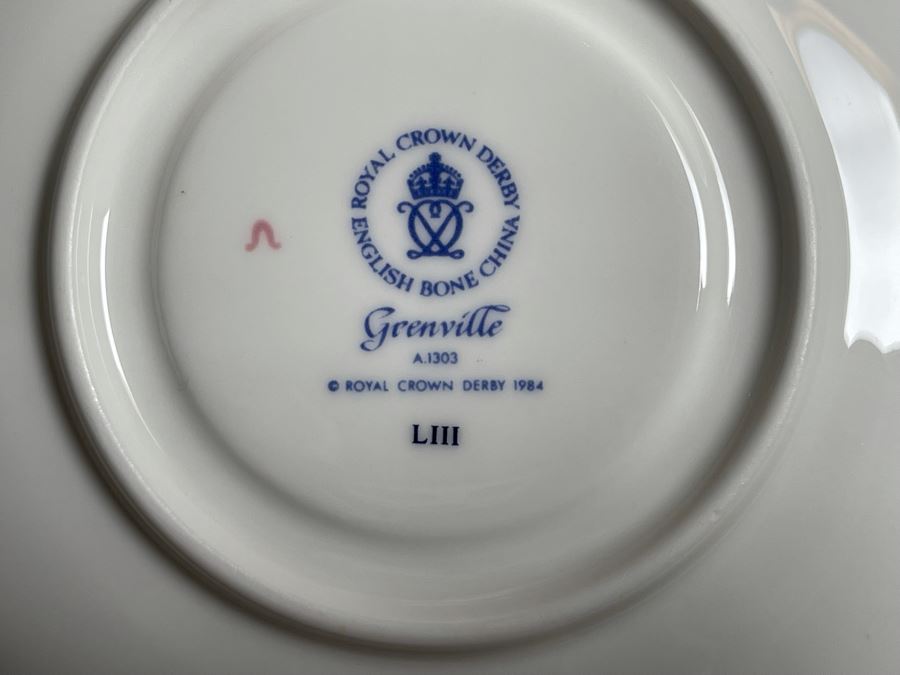 ROYAL CROWN DERBY
ENGLISH BONE CHINA
Grenville
A.1303
© ROYAL CROWN DERBY 1984
LIII